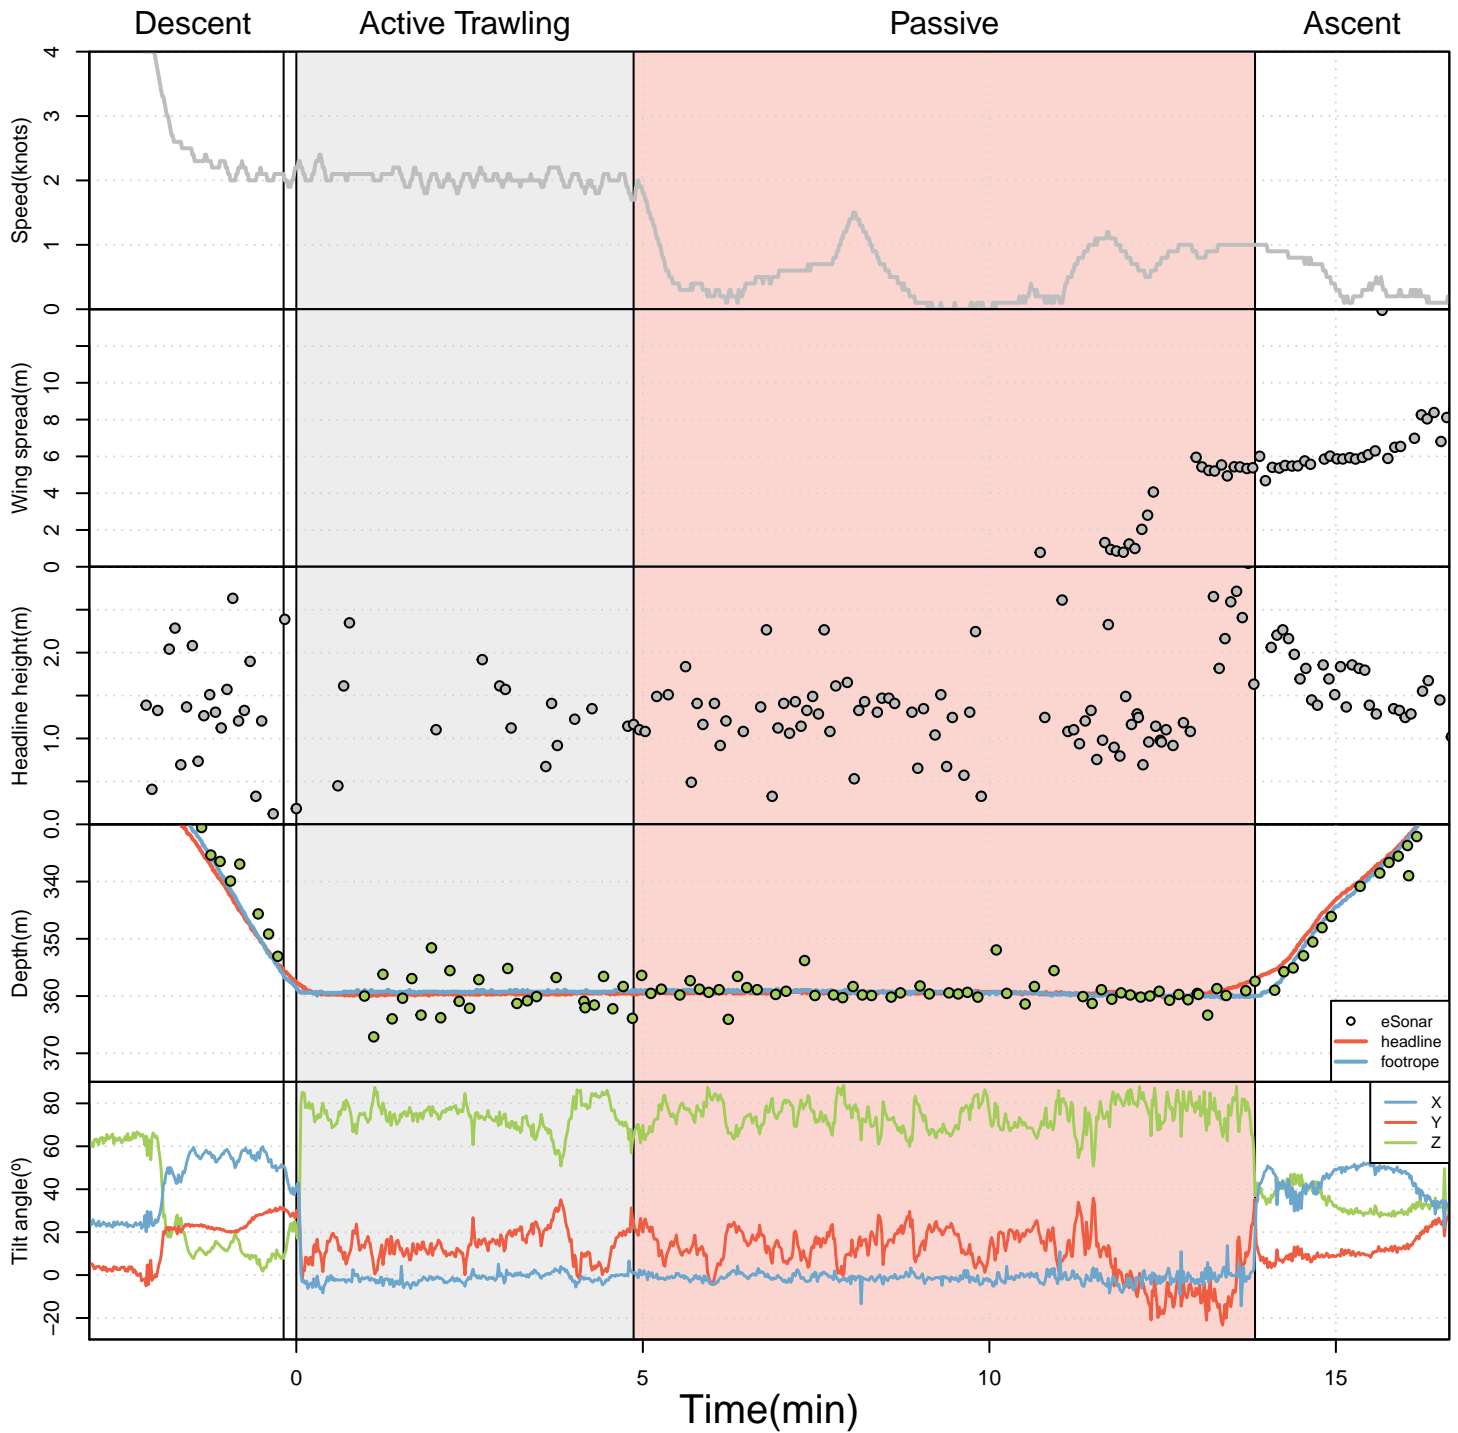 Descent Active Trawling Passive Ascent
Speed(knots)
4
3
2
1
0
Wing spread(m)
10
8
6
4
2
0
Headline height(m)
2.0
1.0
0.0
Depth(m)
340
350
360
370
eSonar
headline
footrope
Tilt angle(º)
80
60
40
20
0
−20
X
Y
Z
0 5 10 15
Time(min)